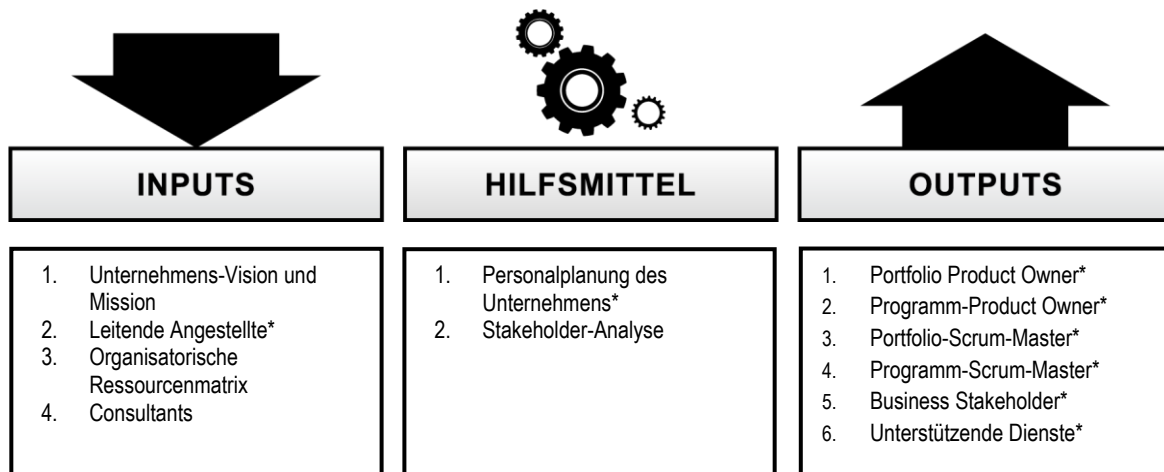 INPUTS
1. Unternehmens-Vision und
Mission
2. Leitende Angestellte*
3. Organisatorische
Ressourcenmatrix
4. Consultants
HILFSMITTEL
1. Personalplanung des
Unternehmens*
2. Stakeholder-Analyse
OUTPUTS
1. Portfolio Product Owner*
2. Programm-Product Owner*
3. Portfolio-Scrum-Master*
4. Programm-Scrum-Master*
5. Business Stakeholder*
6. Unterstützende Dienste*